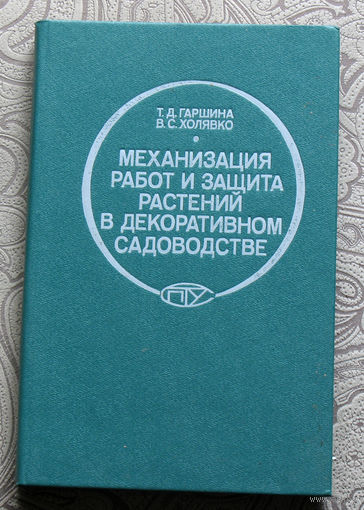 Т.Д. ГАРШИНА
В.С. ХОЛЯВКО
МЕХАНИЗАЦИЯ
РАБОТ И ЗАЩИТА
РАСТЕНИЙ
В ДЕКОРАТИВНОМ
САДОВОДСТВЕ
ПТУ